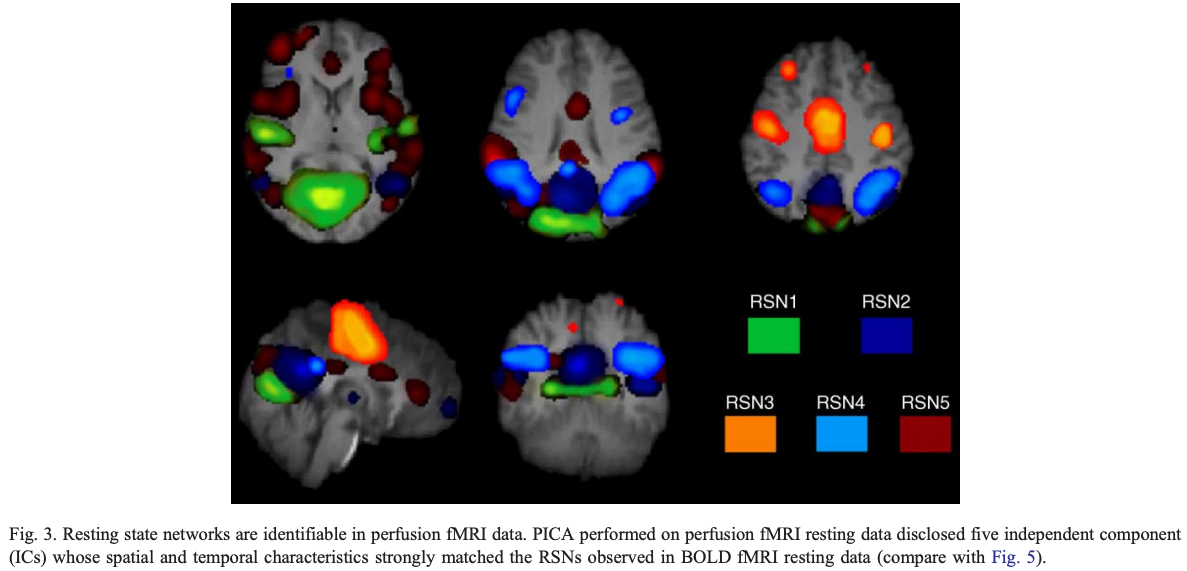 RSN1 RSN2
RSN3 RSN4 RSN5
Fig. 3. Resting state networks are identifiable in perfusion fMRI data. PICA performed on perfusion fMRI resting data disclosed five independent component
(ICs) whose spatial and temporal characteristics strongly matched the RSNs observed in BOLD fMRI resting data (compare with Fig. 5).